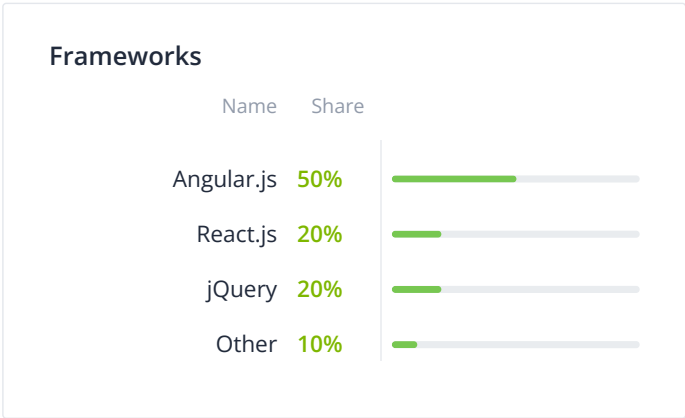 Frameworks
Name Share
Angular.js 50%
React.js 20%
jQuery 20%
Other 10%